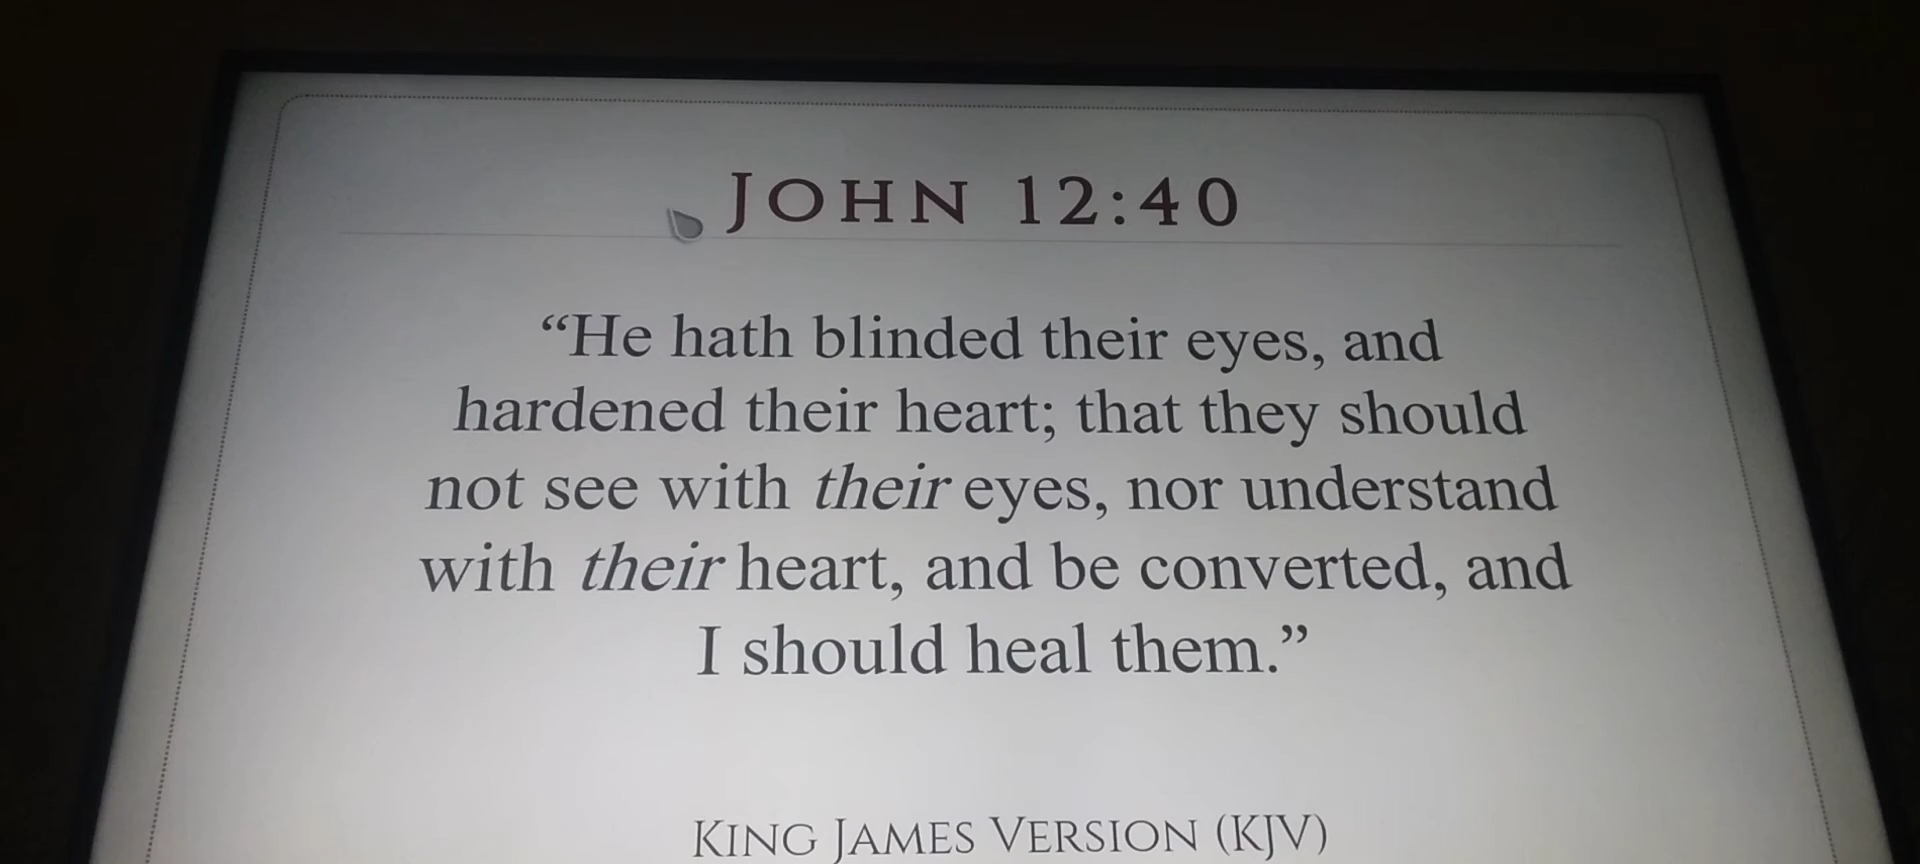 JOHN 12:40
“He hath blinded their eyes, and
hardened their heart; that they should
not see with their eyes, nor understand
with their heart, and be converted, and
I should heal them.”
KING JAMES VERSION (KJV)